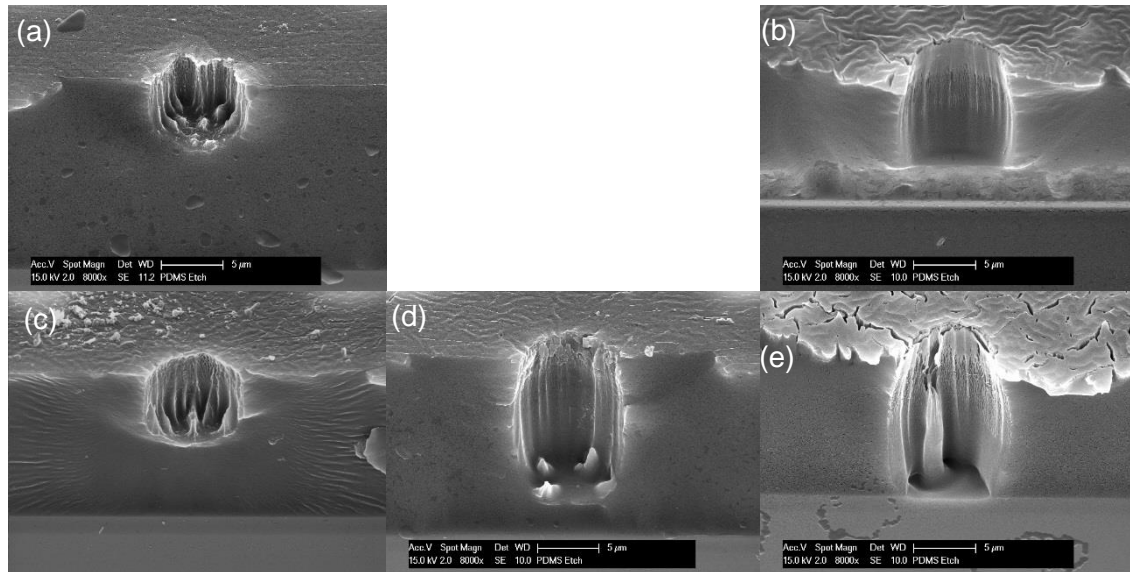 (a)
Acc.V Spot Magn Det WD 5 μm
15.0 kV 2.0 8000x SE 11.2 PDMS Etch
(b)
Acc.V Spot Magn Det WD 5 μm
15.0 kV 2.0 8000x SE 10.0 PDMS Etch
(c)
(d)
Acc.V Spot Magn Det WD 5 μm
15.0 kV 2.0 8000x SE 10.0 PDMS Etch
(e)
Acc.V Spot Magn Det WD 5 μm
15.0 kV 2.0 8000x SE 10.0 PDMS Etch